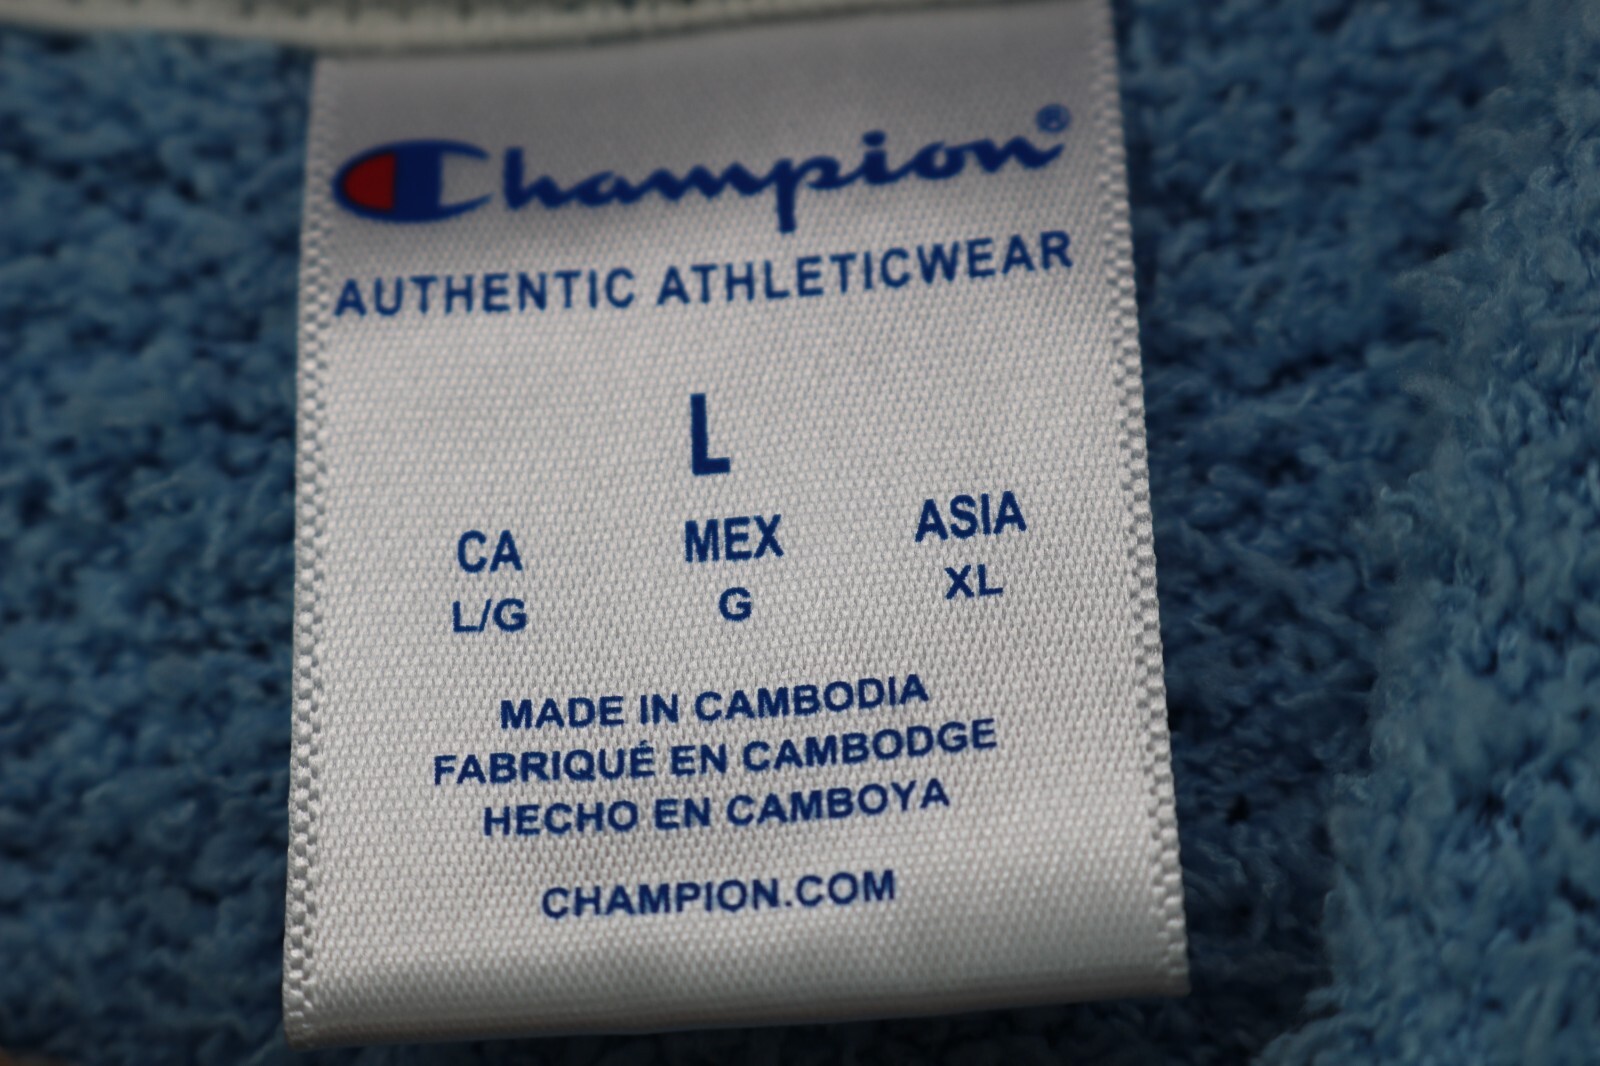 Champion®
AUTHENTIC ATHLETICWEAR
L
CA MEX ASIA
L/G G XL
MADE IN CAMBODIA
FABRIQUÉ EN CAMBODGE
HECHO EN CAMBOYA
CHAMPION.COM